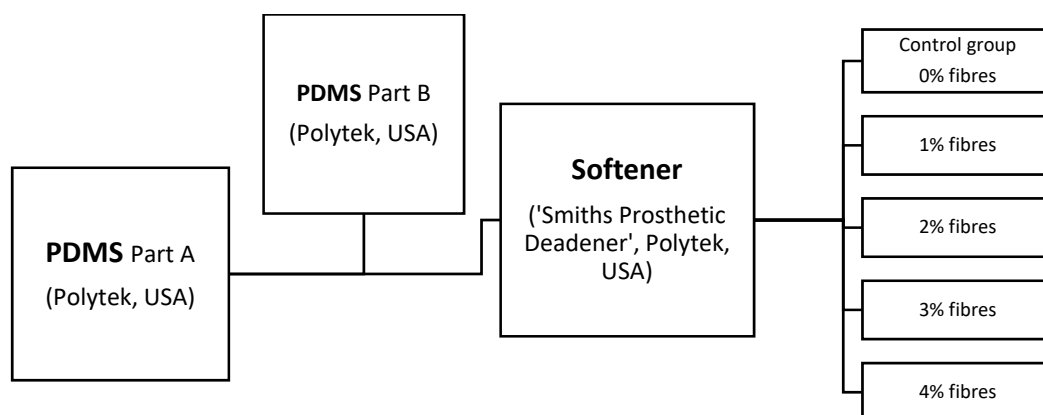 PDMS Part A
(Polytek, USA)
PDMS Part B
(Polytek, USA)
Softener
('Smiths Prosthetic
Deadener', Polytek,
USA)
Control group
0% fibres
1% fibres
2% fibres
3% fibres
4% fibres